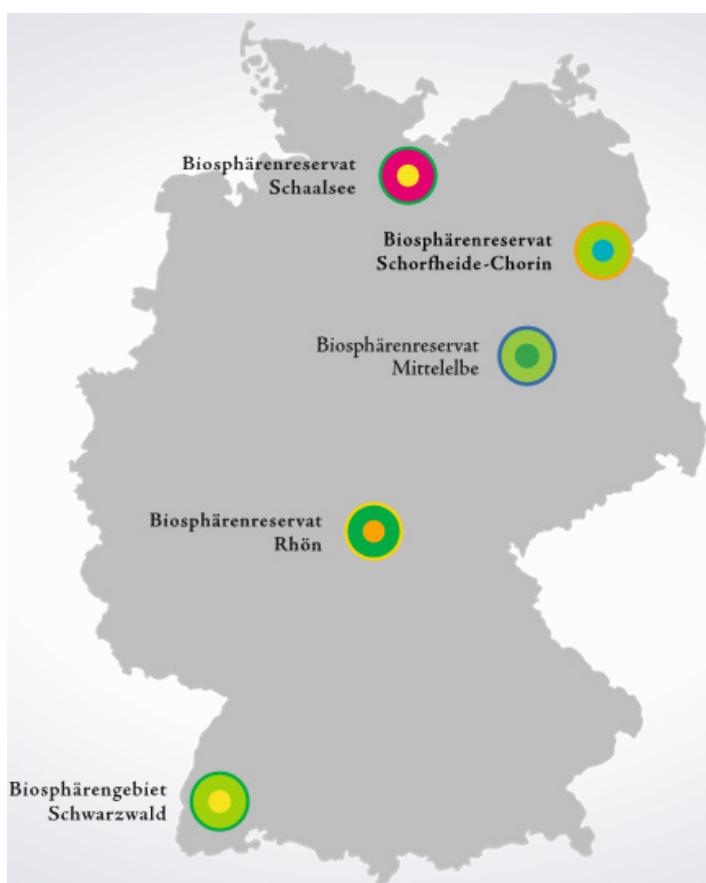 Biosphärenreservat
Schaalsee
Biosphärenreservat
Schorfheide-Chorin
Biosphärenreservat
Mittelelbe
Biosphärenreservat
Rhön
Biosphärengebiet
Schwarzwald